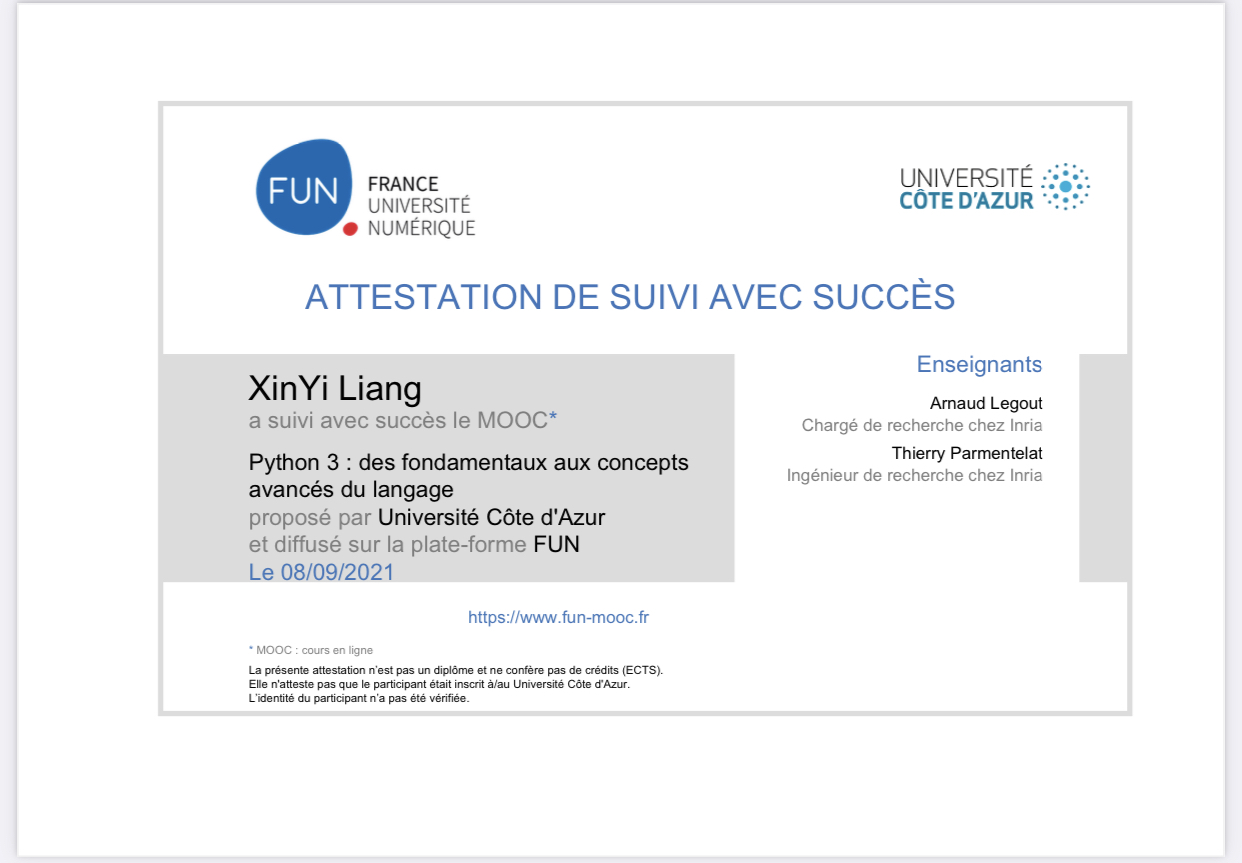 FUN
FRANCE
UNIVERSITÉ
NUMÉRIQUE
UNIVERSITÉ
CÔTE D'AZUR
ATTESTATION DE SUIVI AVEC SUCCÈS
XinYi Liang
a suivi avec succès le MOOC*
Python 3 : des fondamentaux aux concepts
avancés du langage
proposé par Université Côte d'Azur
et diffusé sur la plate-forme FUN
Le 08/09/2021
Enseignants
Arnaud Legout
Chargé de recherche chez Inria
Thierry Parmentelat
Ingénieur de recherche chez Inria
https://www.fun-mooc.fr
* MOOC : cours en ligne
La présente attestation n’est pas un diplôme et ne confère pas de crédits (ECTS).
Elle n'atteste pas que le participant était inscrit à/au Université Côte d'Azur.
L’identité du participant n’a pas été vérifiée.